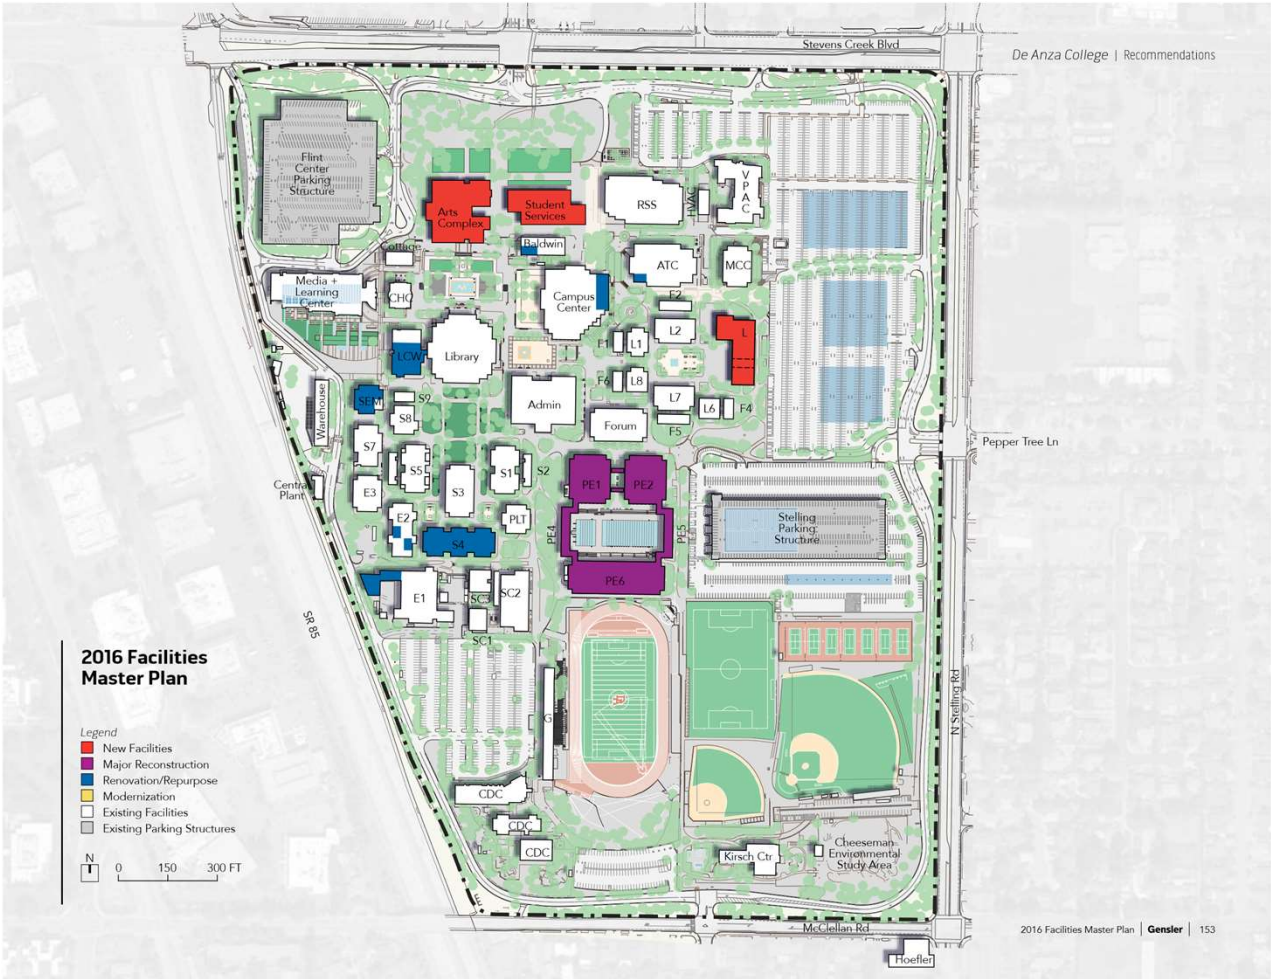 Stevens Creek Blvd
De Anza College | Recommendations
Flint
Center
Parking
Structure
Arts
Complex
Student
Services
RSS
HVAC
V
P
A
C
Cottage
Baldwin
ATC
MCC
Media +
Learning
Center
CHC
Campus
Center
F2
L2
L
LCW
Library
F1
L1
F6
L8
L7
L6
F4
F5
SEM
S9
S8
Admin
Forum
Warehouse
Pepper Tree Ln
S7
S5
S1
S2
S3
Central
Plant
E3
E2
PLT
S4
PE1
PE2
PE4
PE5
PE6
Stelling
Parking
Structure
E1
SC3
SC2
SC1
SR 85
G
N Stelling Rd
2016 Facilities
Master Plan
Legend
New Facilities
Major Reconstruction
Renovation/Repurpose
Modernization
Existing Facilities
Existing Parking Structures
N
0 150 300 FT
CDC
CDC
CDC
Kirsch Ctr
Cheeseman
Environmental
Study Area
McClellan Rd
2016 Facilities Master Plan | Gensler | 153
Hoefler